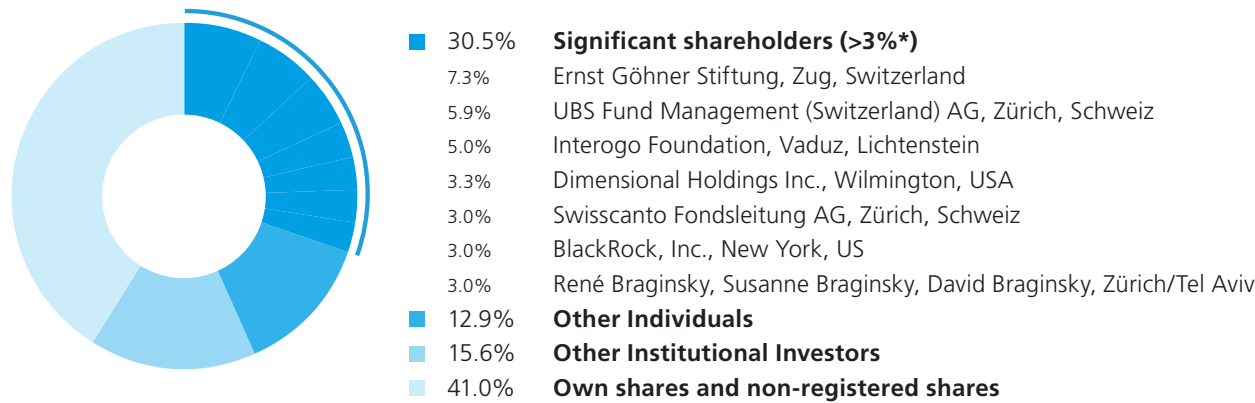 30.5% Significant shareholders (>3%*)
7.3% Ernst Göhner Stiftung, Zug, Switzerland
5.9% UBS Fund Management (Switzerland) AG, Zürich, Schweiz
5.0% Interogo Foundation, Vaduz, Lichtenstein
3.3% Dimensional Holdings Inc., Wilmington, USA
3.0% Swisscanto Fondsleitung AG, Zürich, Schweiz
3.0% BlackRock, Inc., New York, US
3.0% René Braginsky, Susanne Braginsky, David Braginsky, Zürich/Tel Aviv
12.9% Other Individuals
15.6% Other Institutional Investors
41.0% Own shares and non-registered shares